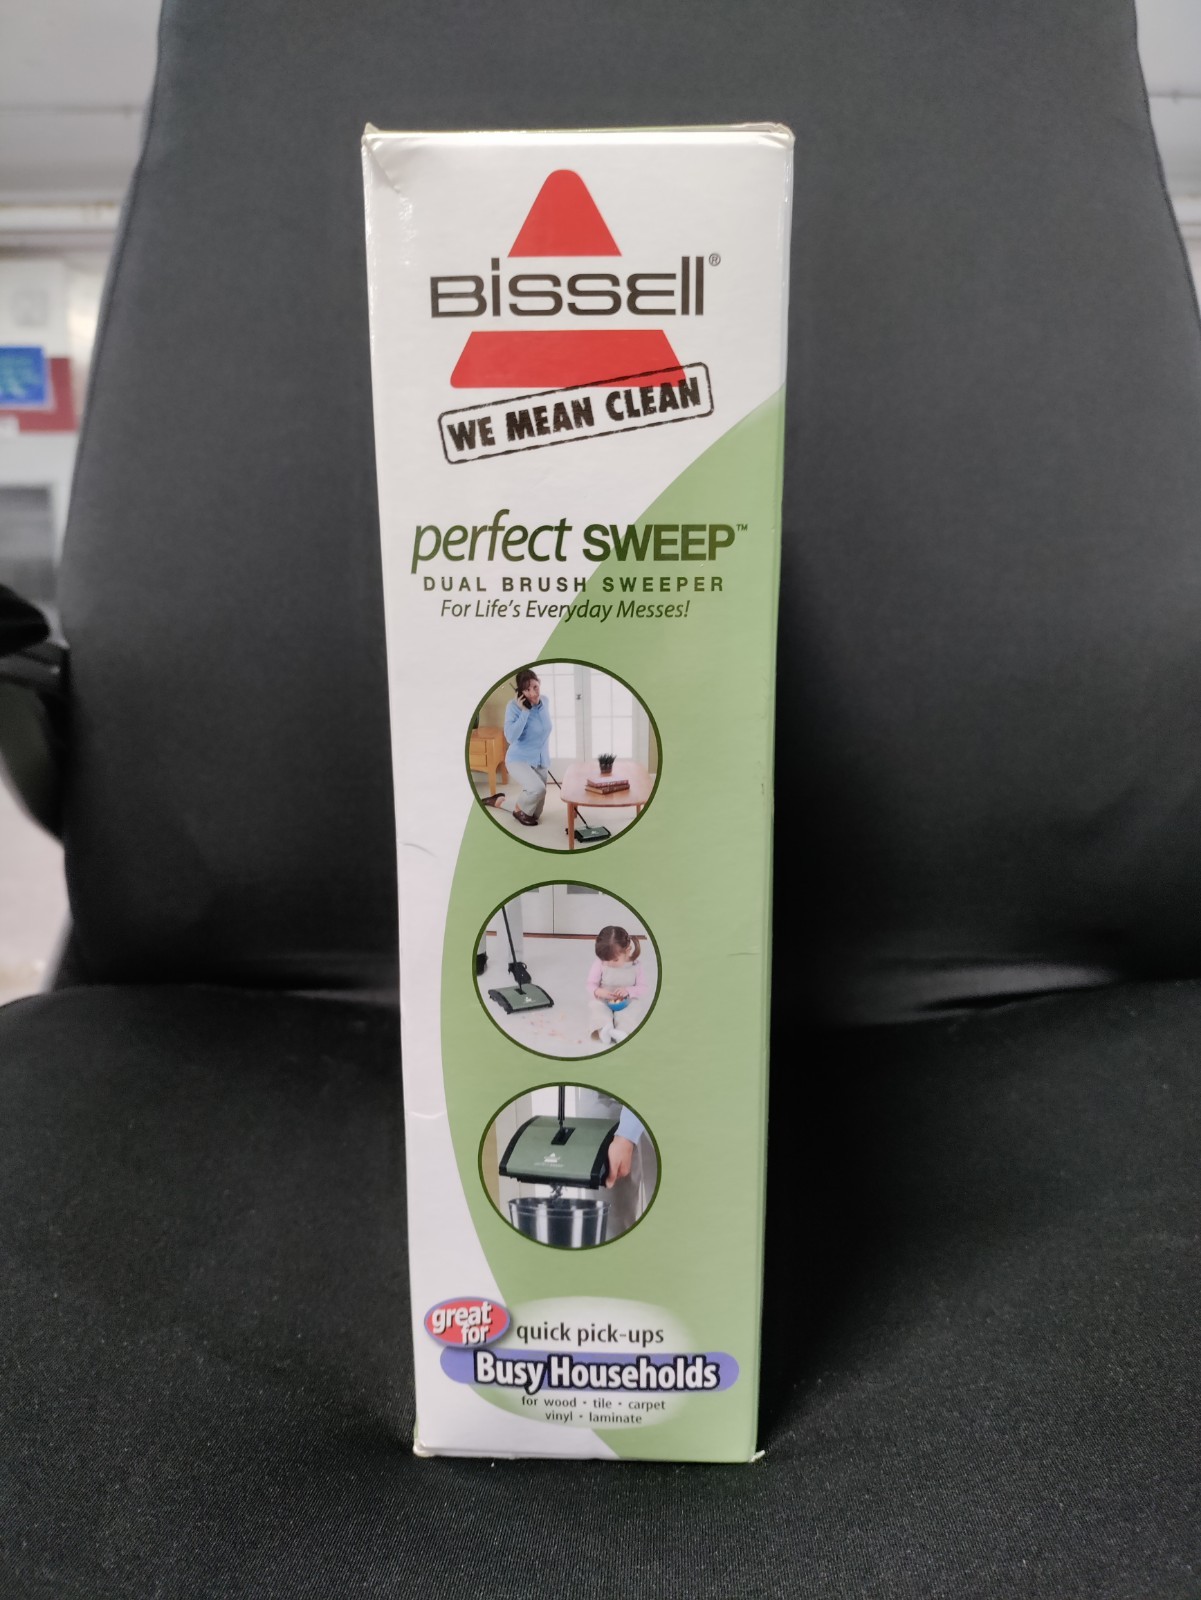 BISSELL®
WE MEAN CLEAN
perfect SWEEP™
DUAL BRUSH SWEEPER
For Life's Everyday Messes!
great for
quick pick-ups
Busy Households
for wood • tile • carpet
vinyl • laminate